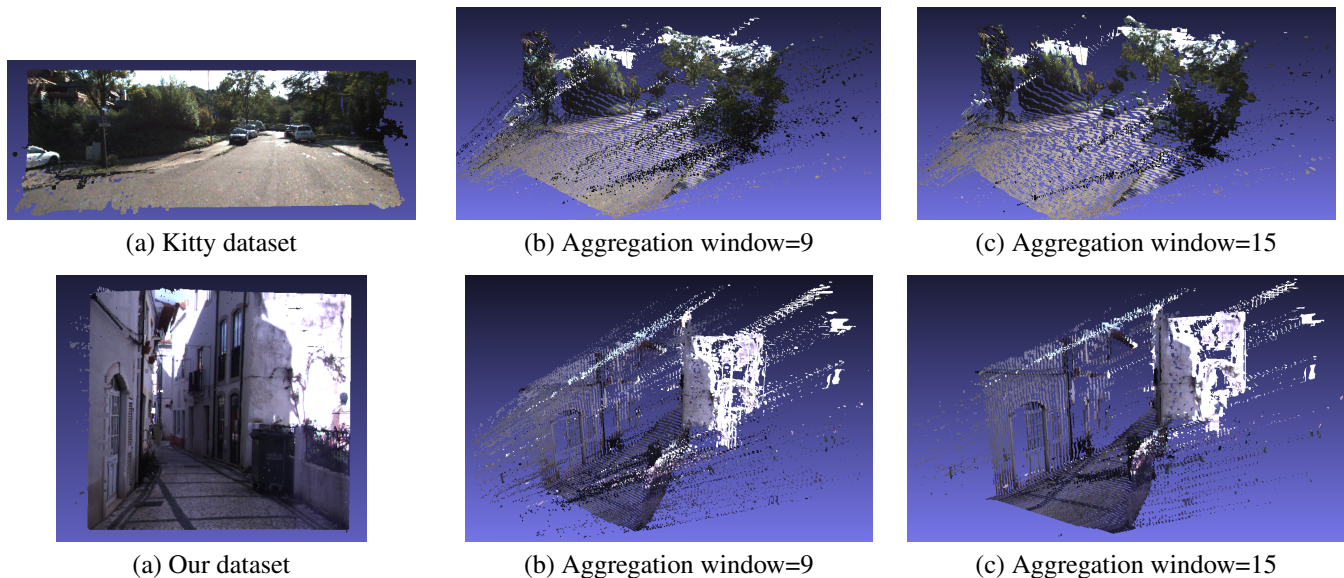 (a) Kitty dataset
(b) Aggregation window=9
(c) Aggregation window=15
(a) Our dataset
(b) Aggregation window=9
(c) Aggregation window=15